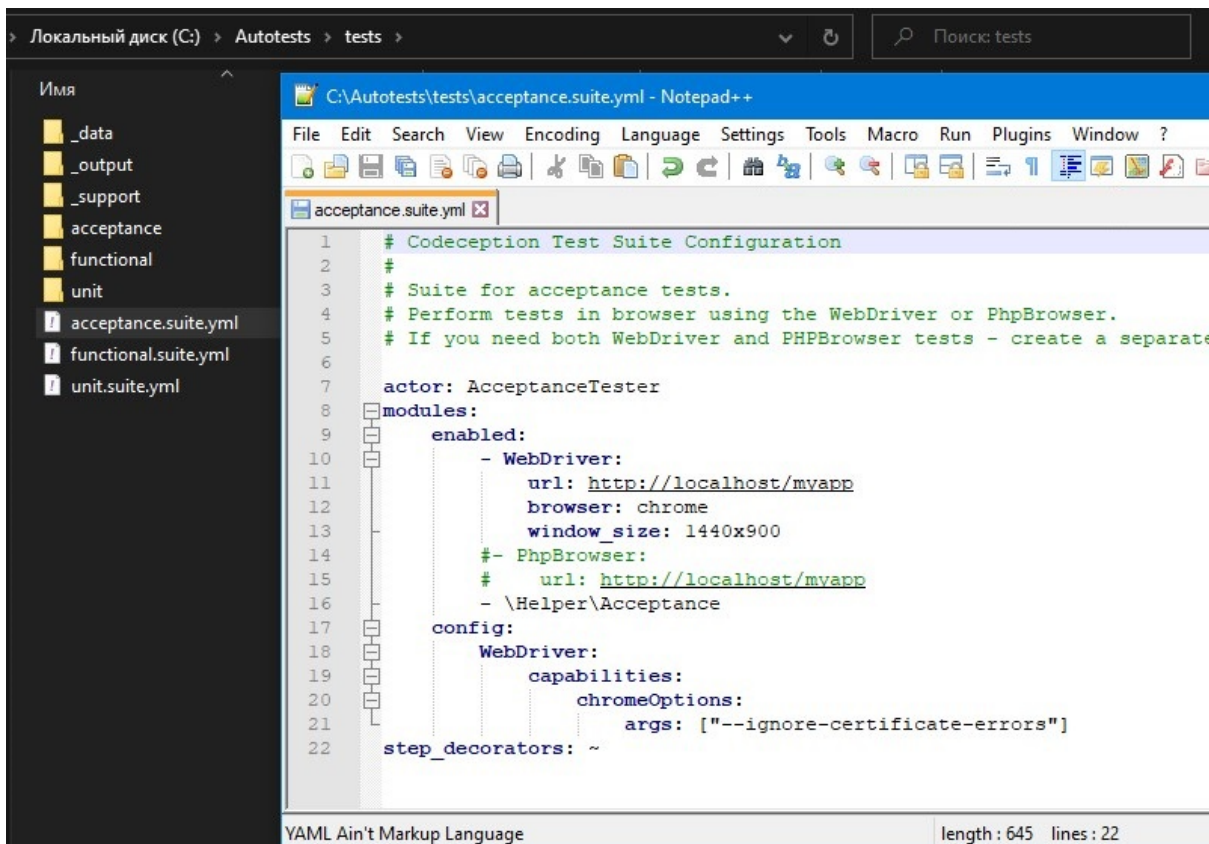 Локальный диск (C:) › Autotests › tests ›
Поиск: tests
Имя
_data
_output
_support
acceptance
functional
unit
acceptance.suite.yml
functional.suite.yml
unit.suite.yml
C:\Autotests\tests\acceptance.suite.yml - Notepad++
File Edit Search View Encoding Language Settings Tools Macro Run Plugins Window ?
acceptance.suite.yml
1 # Codeception Test Suite Configuration
2 #
3 # Suite for acceptance tests.
4 # Perform tests in browser using the WebDriver or PhpBrowser.
5 # If you need both WebDriver and PHPBrowser tests - create a separate
6
7 actor: AcceptanceTester
8 modules:
9 enabled:
10 - WebDriver:
11 url: http://localhost/myapp
12 browser: chrome
13 window_size: 1440x900
14 #- PhpBrowser:
15 # url: http://localhost/myapp
16 - \Helper\Acceptance
17 config:
18 WebDriver:
19 capabilities:
20 chromeOptions:
21 args: ["--ignore-certificate-errors"]
22 step_decorators: ~
YAML Ain't Markup Language
length : 645 lines : 22